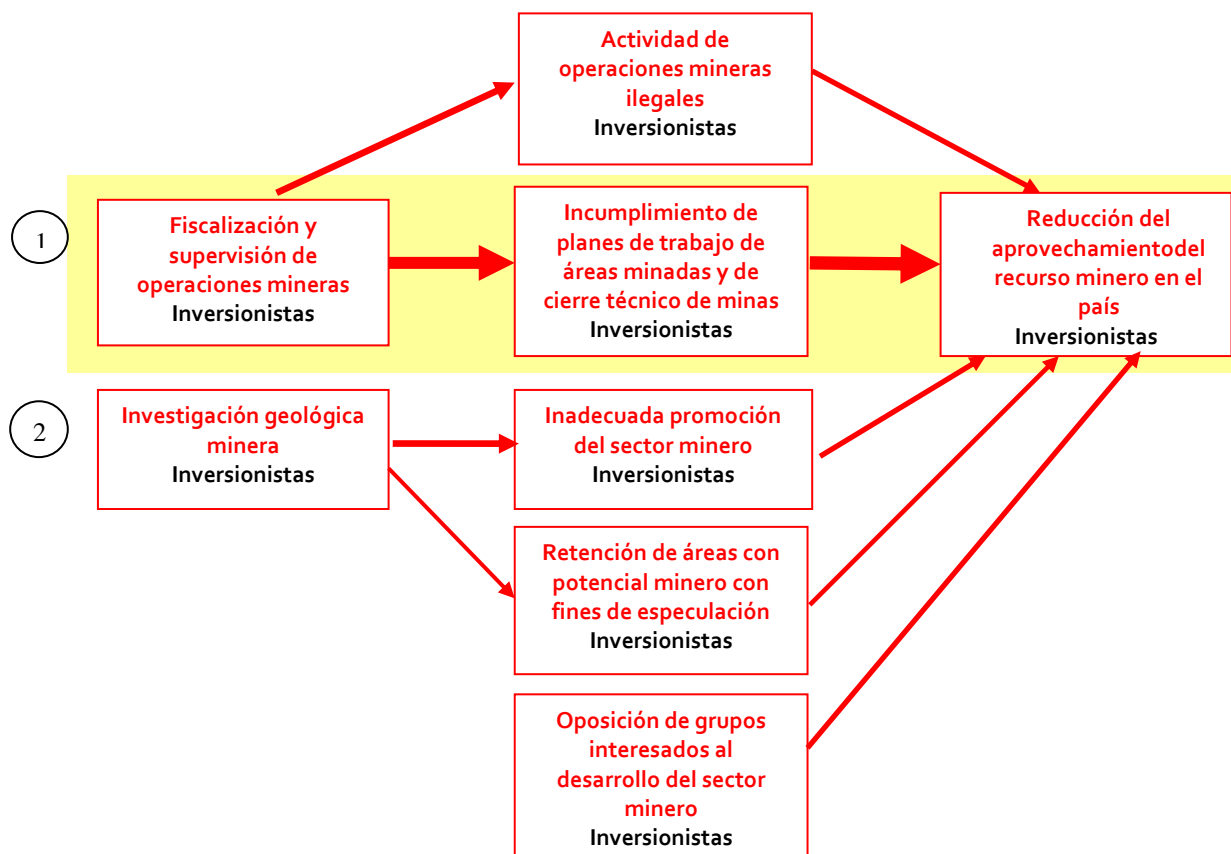 Actividad de
operaciones mineras
ilegales
Inversionistas
1
Fiscalización y
supervisión de
operaciones mineras
Inversionistas
Incumplimiento de
planes de trabajo de
áreas minadas y de
cierre técnico de minas
Inversionistas
Reducción del
aprovechamientodel
recurso minero en el
país
Inversionistas
2
Investigación geológica
minera
Inversionistas
Inadecuada promoción
del sector minero
Inversionistas
Retención de áreas con
potencial minero con
fines de especulación
Inversionistas
Oposición de grupos
interesados al
desarrollo del sector
minero
Inversionistas